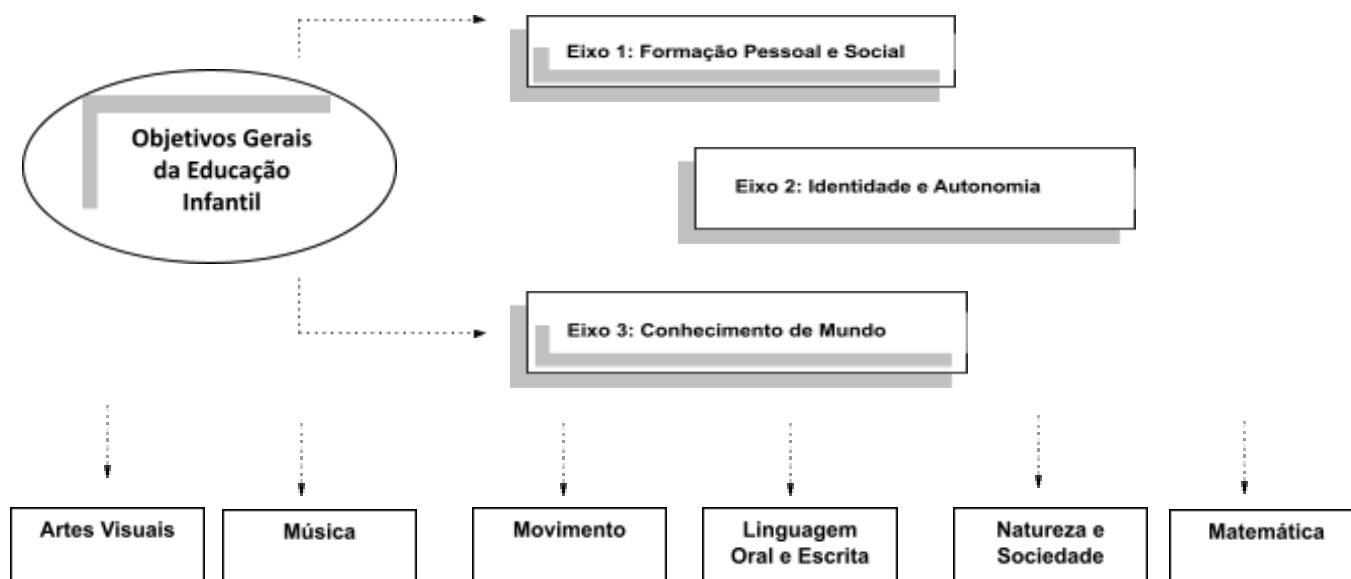 Eixo 1: Formação Pessoal e Social
Objetivos Gerais
da Educação
Infantil
Eixo 2: Identidade e Autonomia
Eixo 3: Conhecimento de Mundo
Artes Visuais
Música
Movimento
Linguagem
Oral e Escrita
Natureza e
Sociedade
Matemática